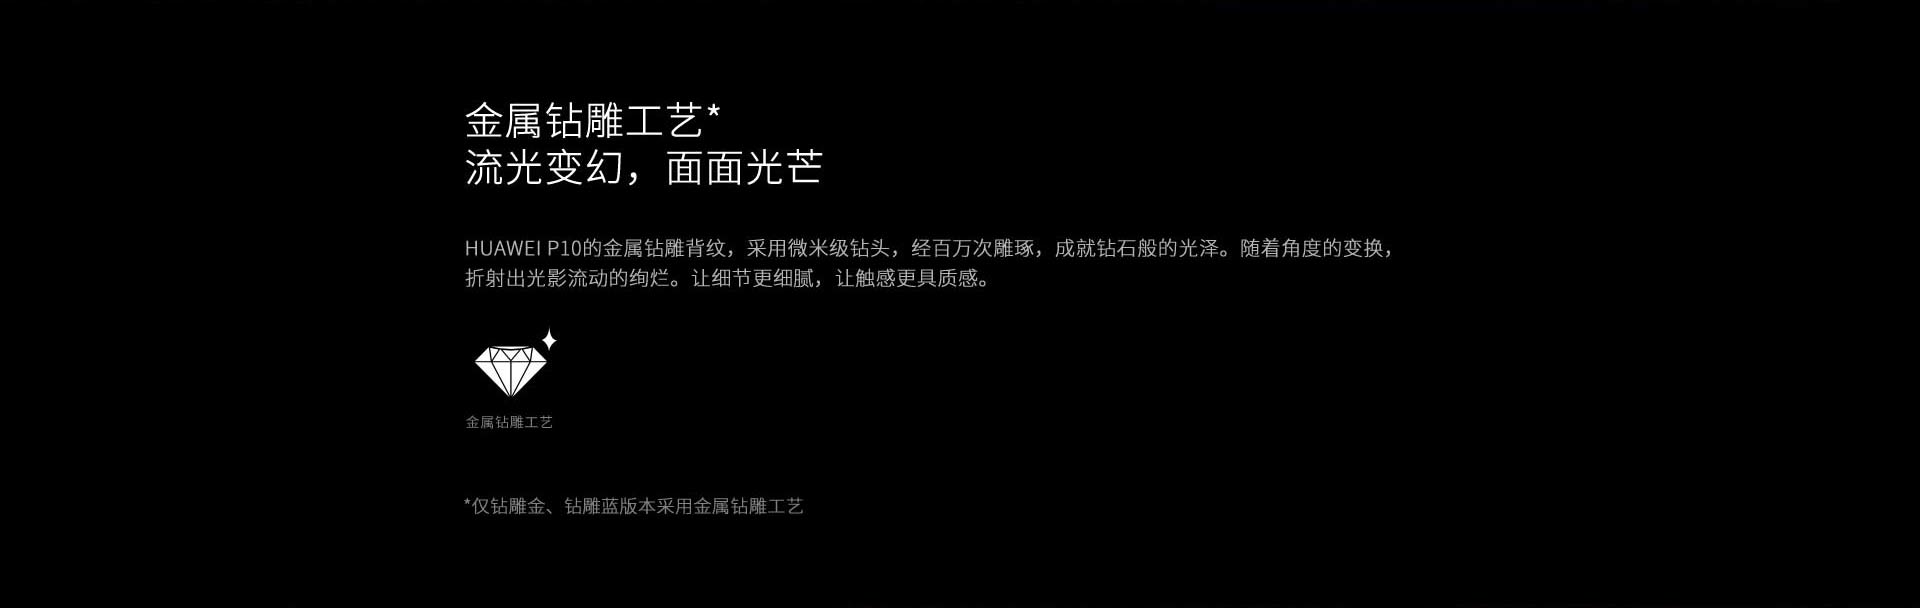 金属钻雕工艺*
流光变幻，面面光芒
HUAWEI P10的金属钻雕背纹，采用微米级钻头，经百万次雕琢，成就钻石般的光泽。随着角度的变换，
折射出光影流动的绚烂。让细节更细腻，让触感更具质感。
金属钻雕工艺
*仅钻雕金、钻雕蓝版本采用金属钻雕工艺